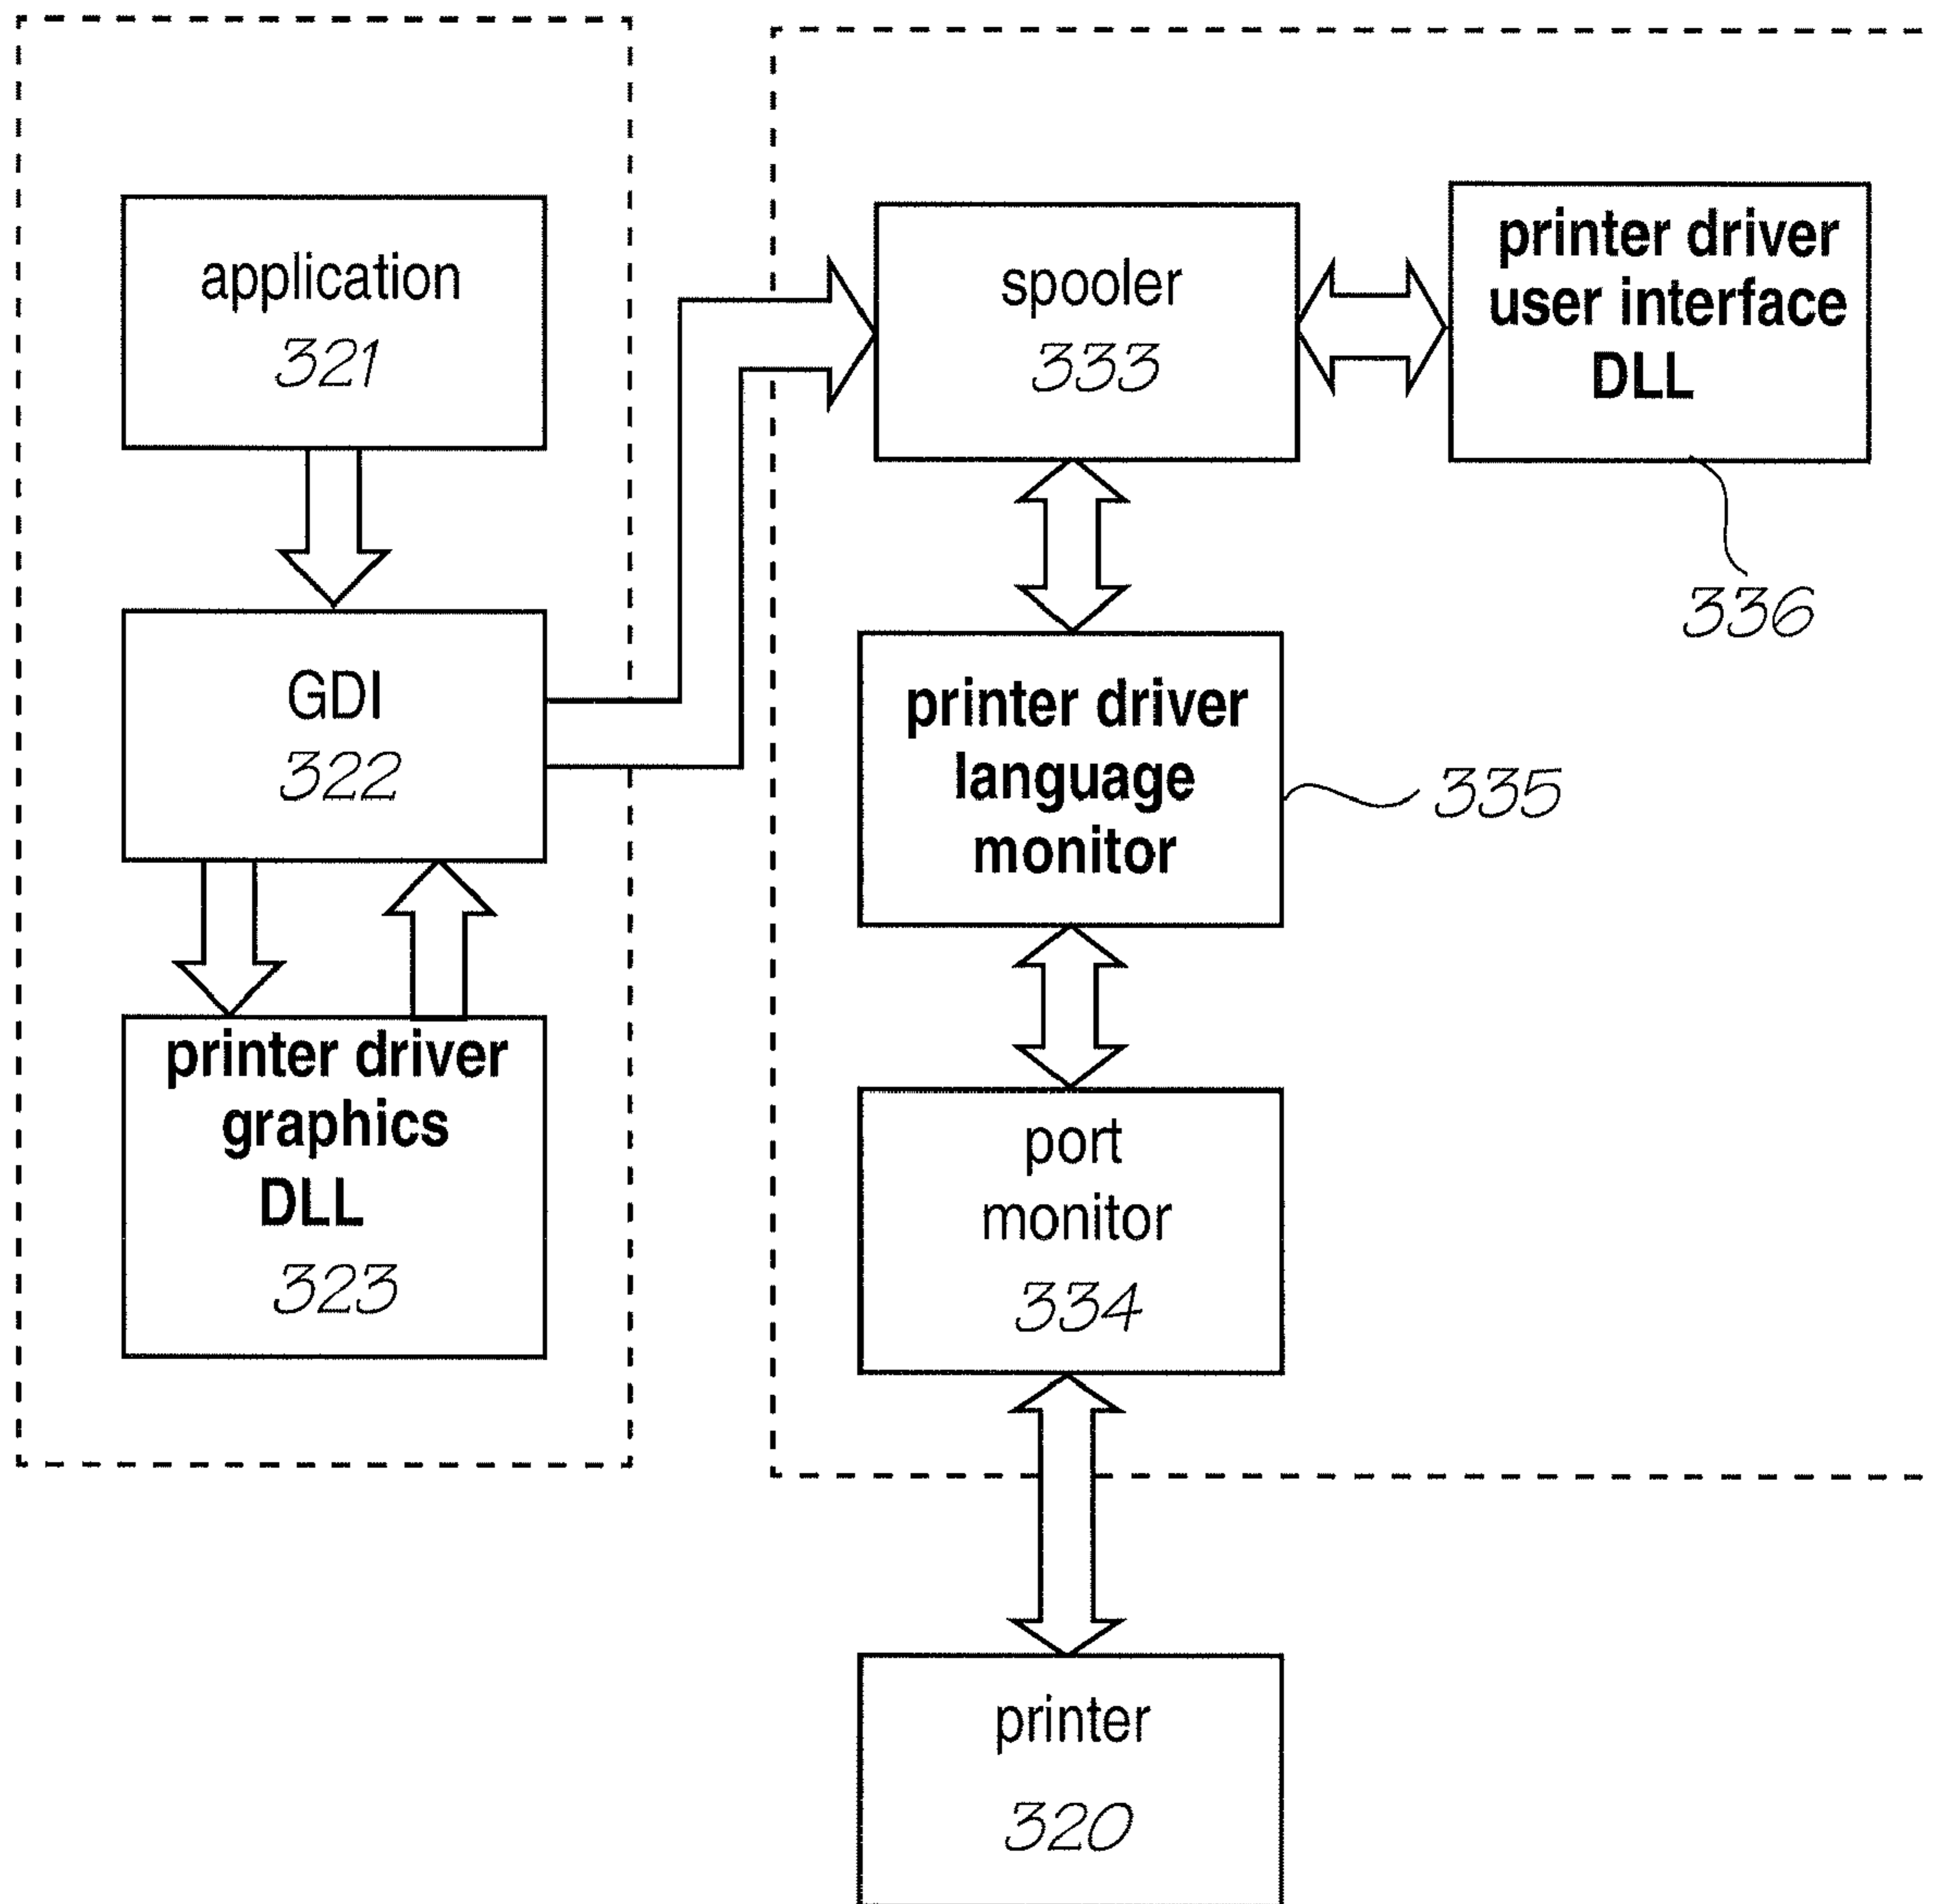 application
321
GDI
322
printer driver
graphics
DLL
323
spooler
333
printer driver
user interface
DLL
336
printer driver
language
monitor
335
port
monitor
334
printer
320